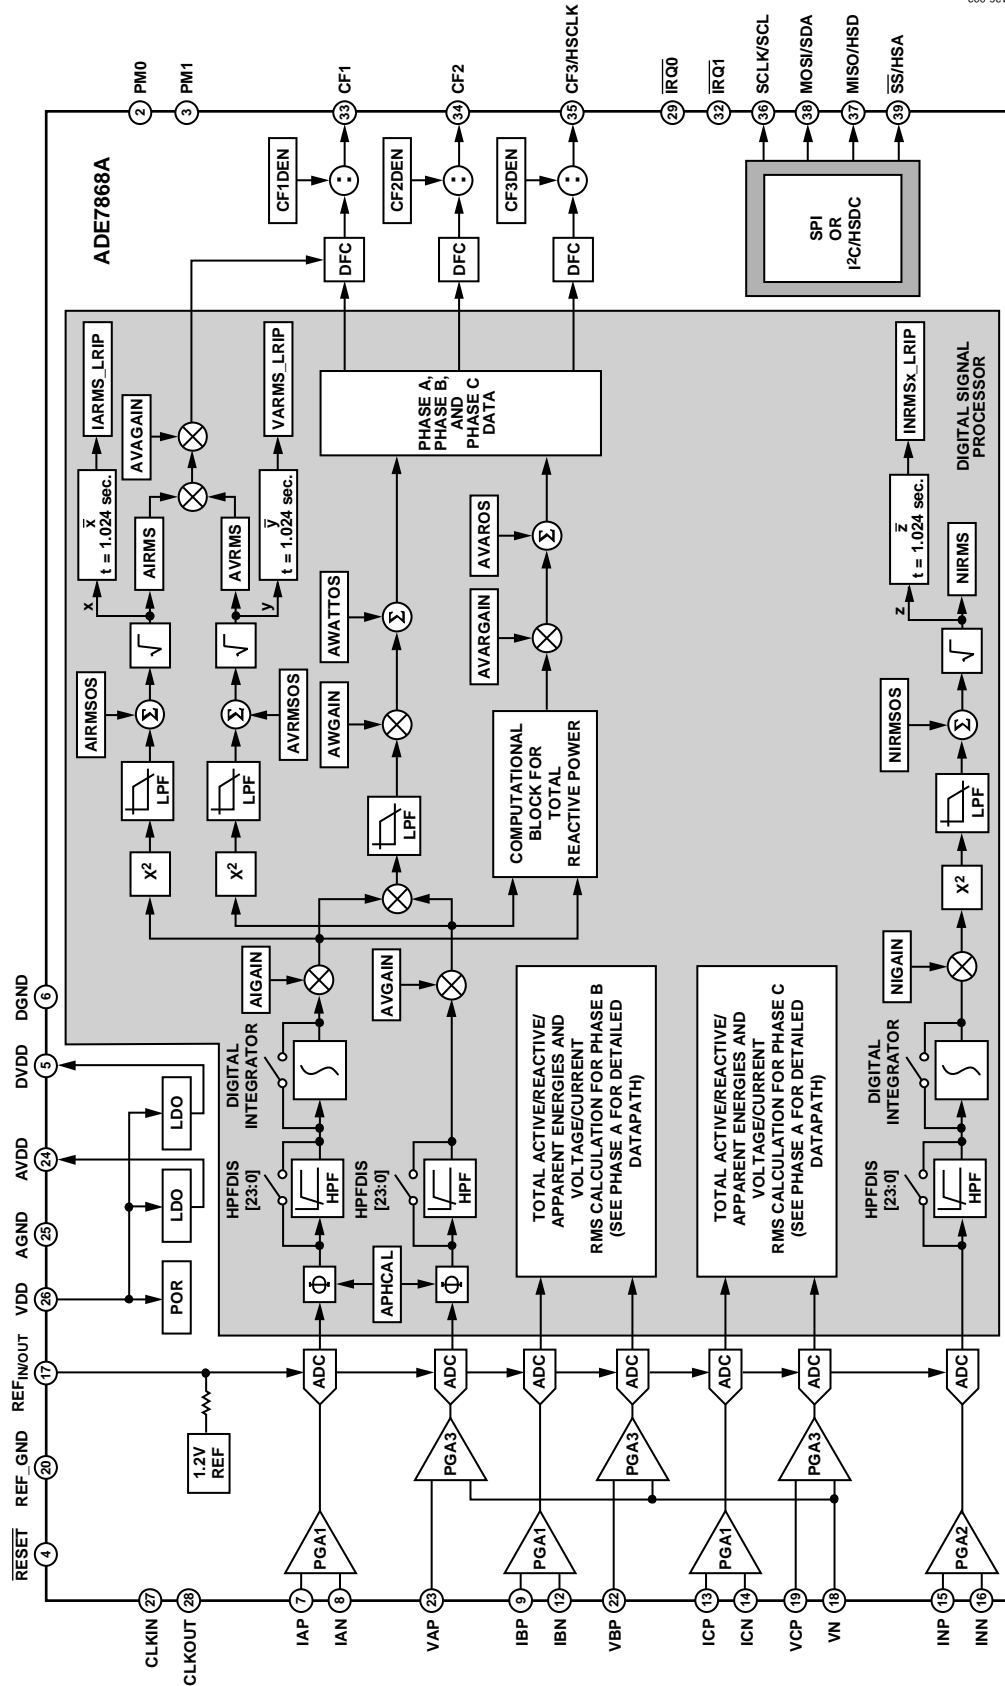 RESET
REF_GND
REFIN/OUT
VDD
AGND
AVDD
DVDD
DGND
4
20
17
26
25
24
5
6
CLKIN
27
CLKOUT
28
1.2V
REF
POR
LDO
LDO
ADE7868A
IAP
7
IAN
8
VAP
23
IBP
9
IBN
12
VBP
22
ICP
13
ICN
14
VCP
19
VN
18
INP
15
INN
16
PGA1
PGA3
PGA1
PGA3
PGA1
PGA3
PGA2
ADC
ADC
ADC
ADC
ADC
ADC
ADC
Φ
APHCAL
Φ
HPFDIS
[23:0]
HPF
HPFDIS
[23:0]
HPF
DIGITAL
INTEGRATOR
AIGAIN
AVGAIN
X2
LPF
AIRMSOS
Σ
√
x
AIRMS
x
t = 1.024 sec.
IARMS_LRIP
AVAGAIN
X2
LPF
AVRMSOS
Σ
√
y
AVRMS
y
t = 1.024 sec.
VARMS_LRIP
LPF
AWGAIN
AWATTOS
Σ
COMPUTATIONAL
BLOCK FOR
TOTAL
REACTIVE POWER
AVARGAIN
AVAROS
Σ
PHASE A,
PHASE B,
AND
PHASE C
DATA
TOTAL ACTIVE/REACTIVE/
APPARENT ENERGIES AND
VOLTAGE/CURRENT
RMS CALCULATION FOR PHASE B
(SEE PHASE A FOR DETAILED
DATAPATH)
TOTAL ACTIVE/REACTIVE/
APPARENT ENERGIES AND
VOLTAGE/CURRENT
RMS CALCULATION FOR PHASE C
(SEE PHASE A FOR DETAILED
DATAPATH)
HPFDIS
[23:0]
HPF
DIGITAL
INTEGRATOR
NIGAIN
X2
LPF
NIRMSOS
Σ
√
z
NIRMS
z
t = 1.024 sec.
INRMSx_LRIP
DIGITAL SIGNAL
PROCESSOR
DFC
CF1DEN
:
DFC
CF2DEN
:
DFC
CF3DEN
:
SPI
OR
I2C/HSDC
2
PM0
3
PM1
33
CF1
34
CF2
35
CF3/HSCLK
29
IRQ0
32
IRQ1
36
SCLK/SCL
38
MOSI/SDA
37
MISO/HSD
39
SS/HSA